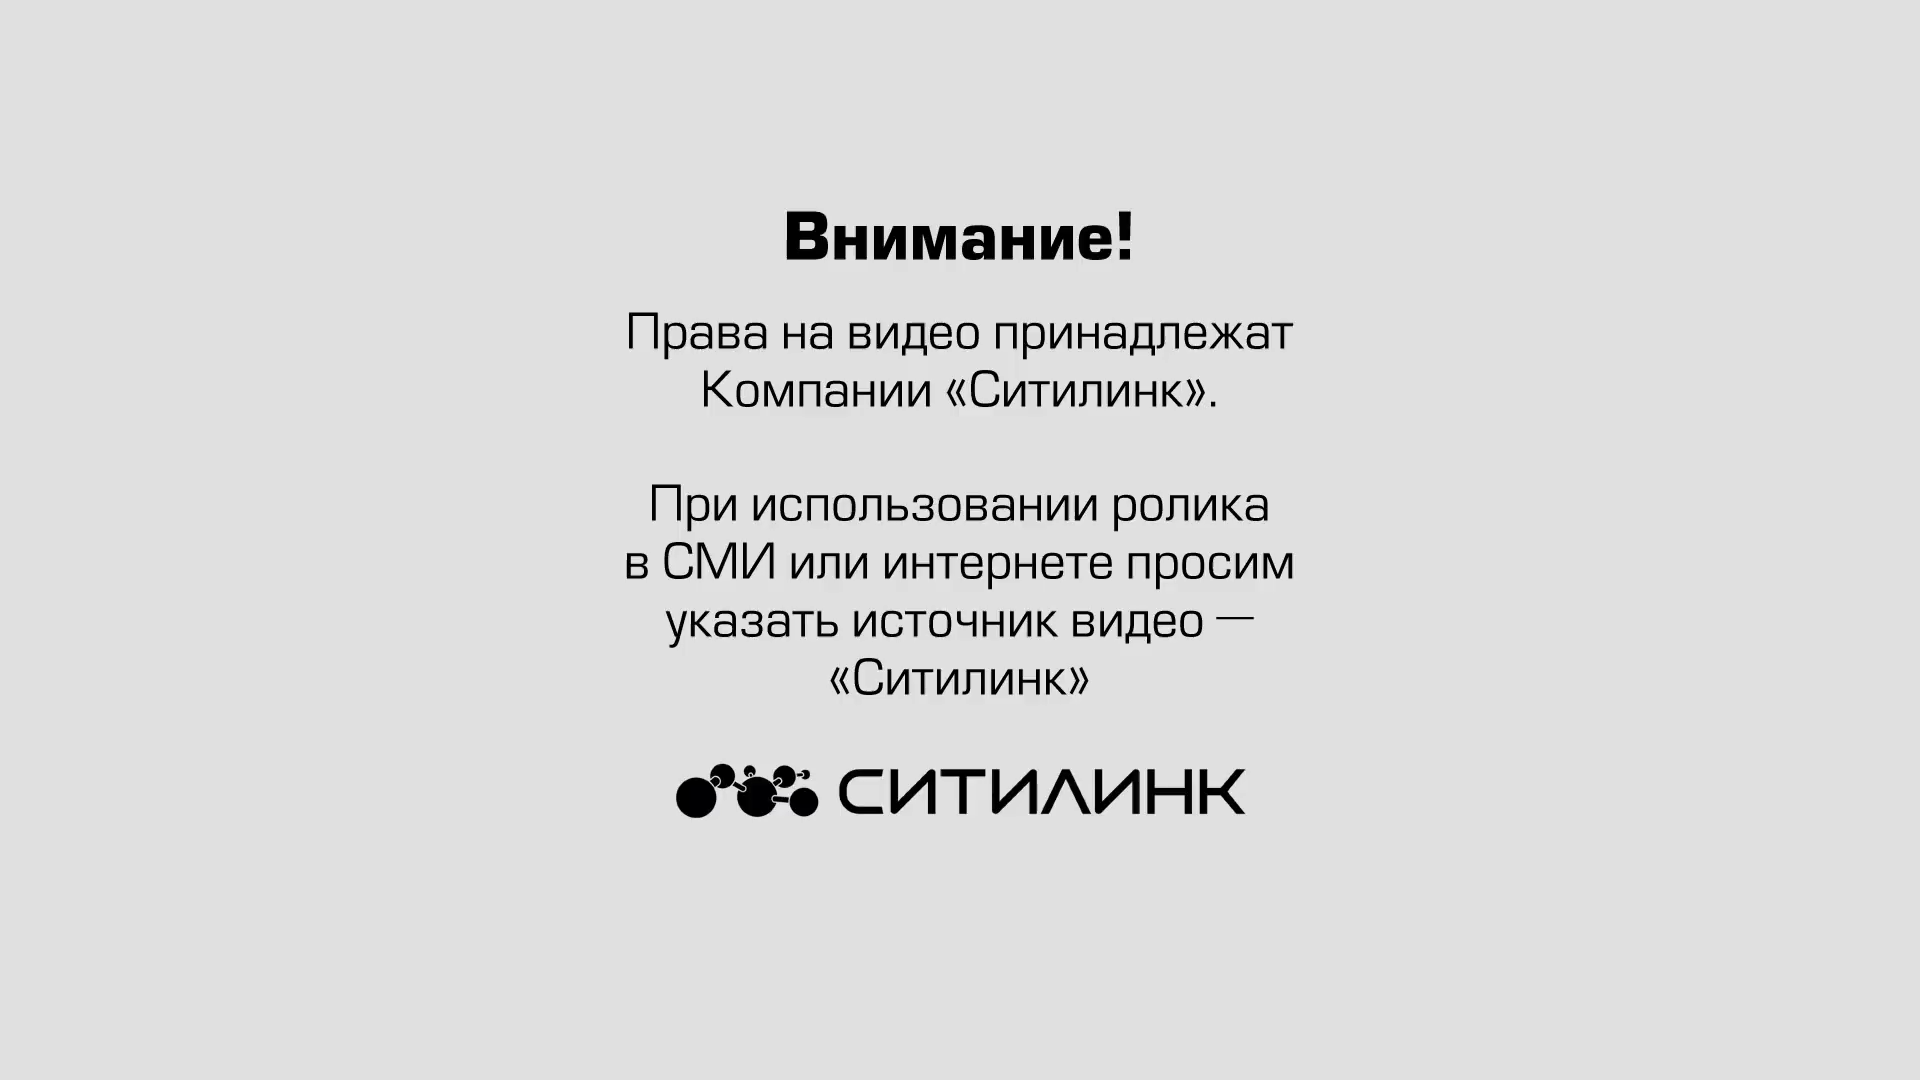 Внимание!
Права на видео принадлежат
Компании «Ситилинк».
При использовании ролика
в СМИ или интернете просим
указать источник видео —
«Ситилинк»
СИТИЛИНК